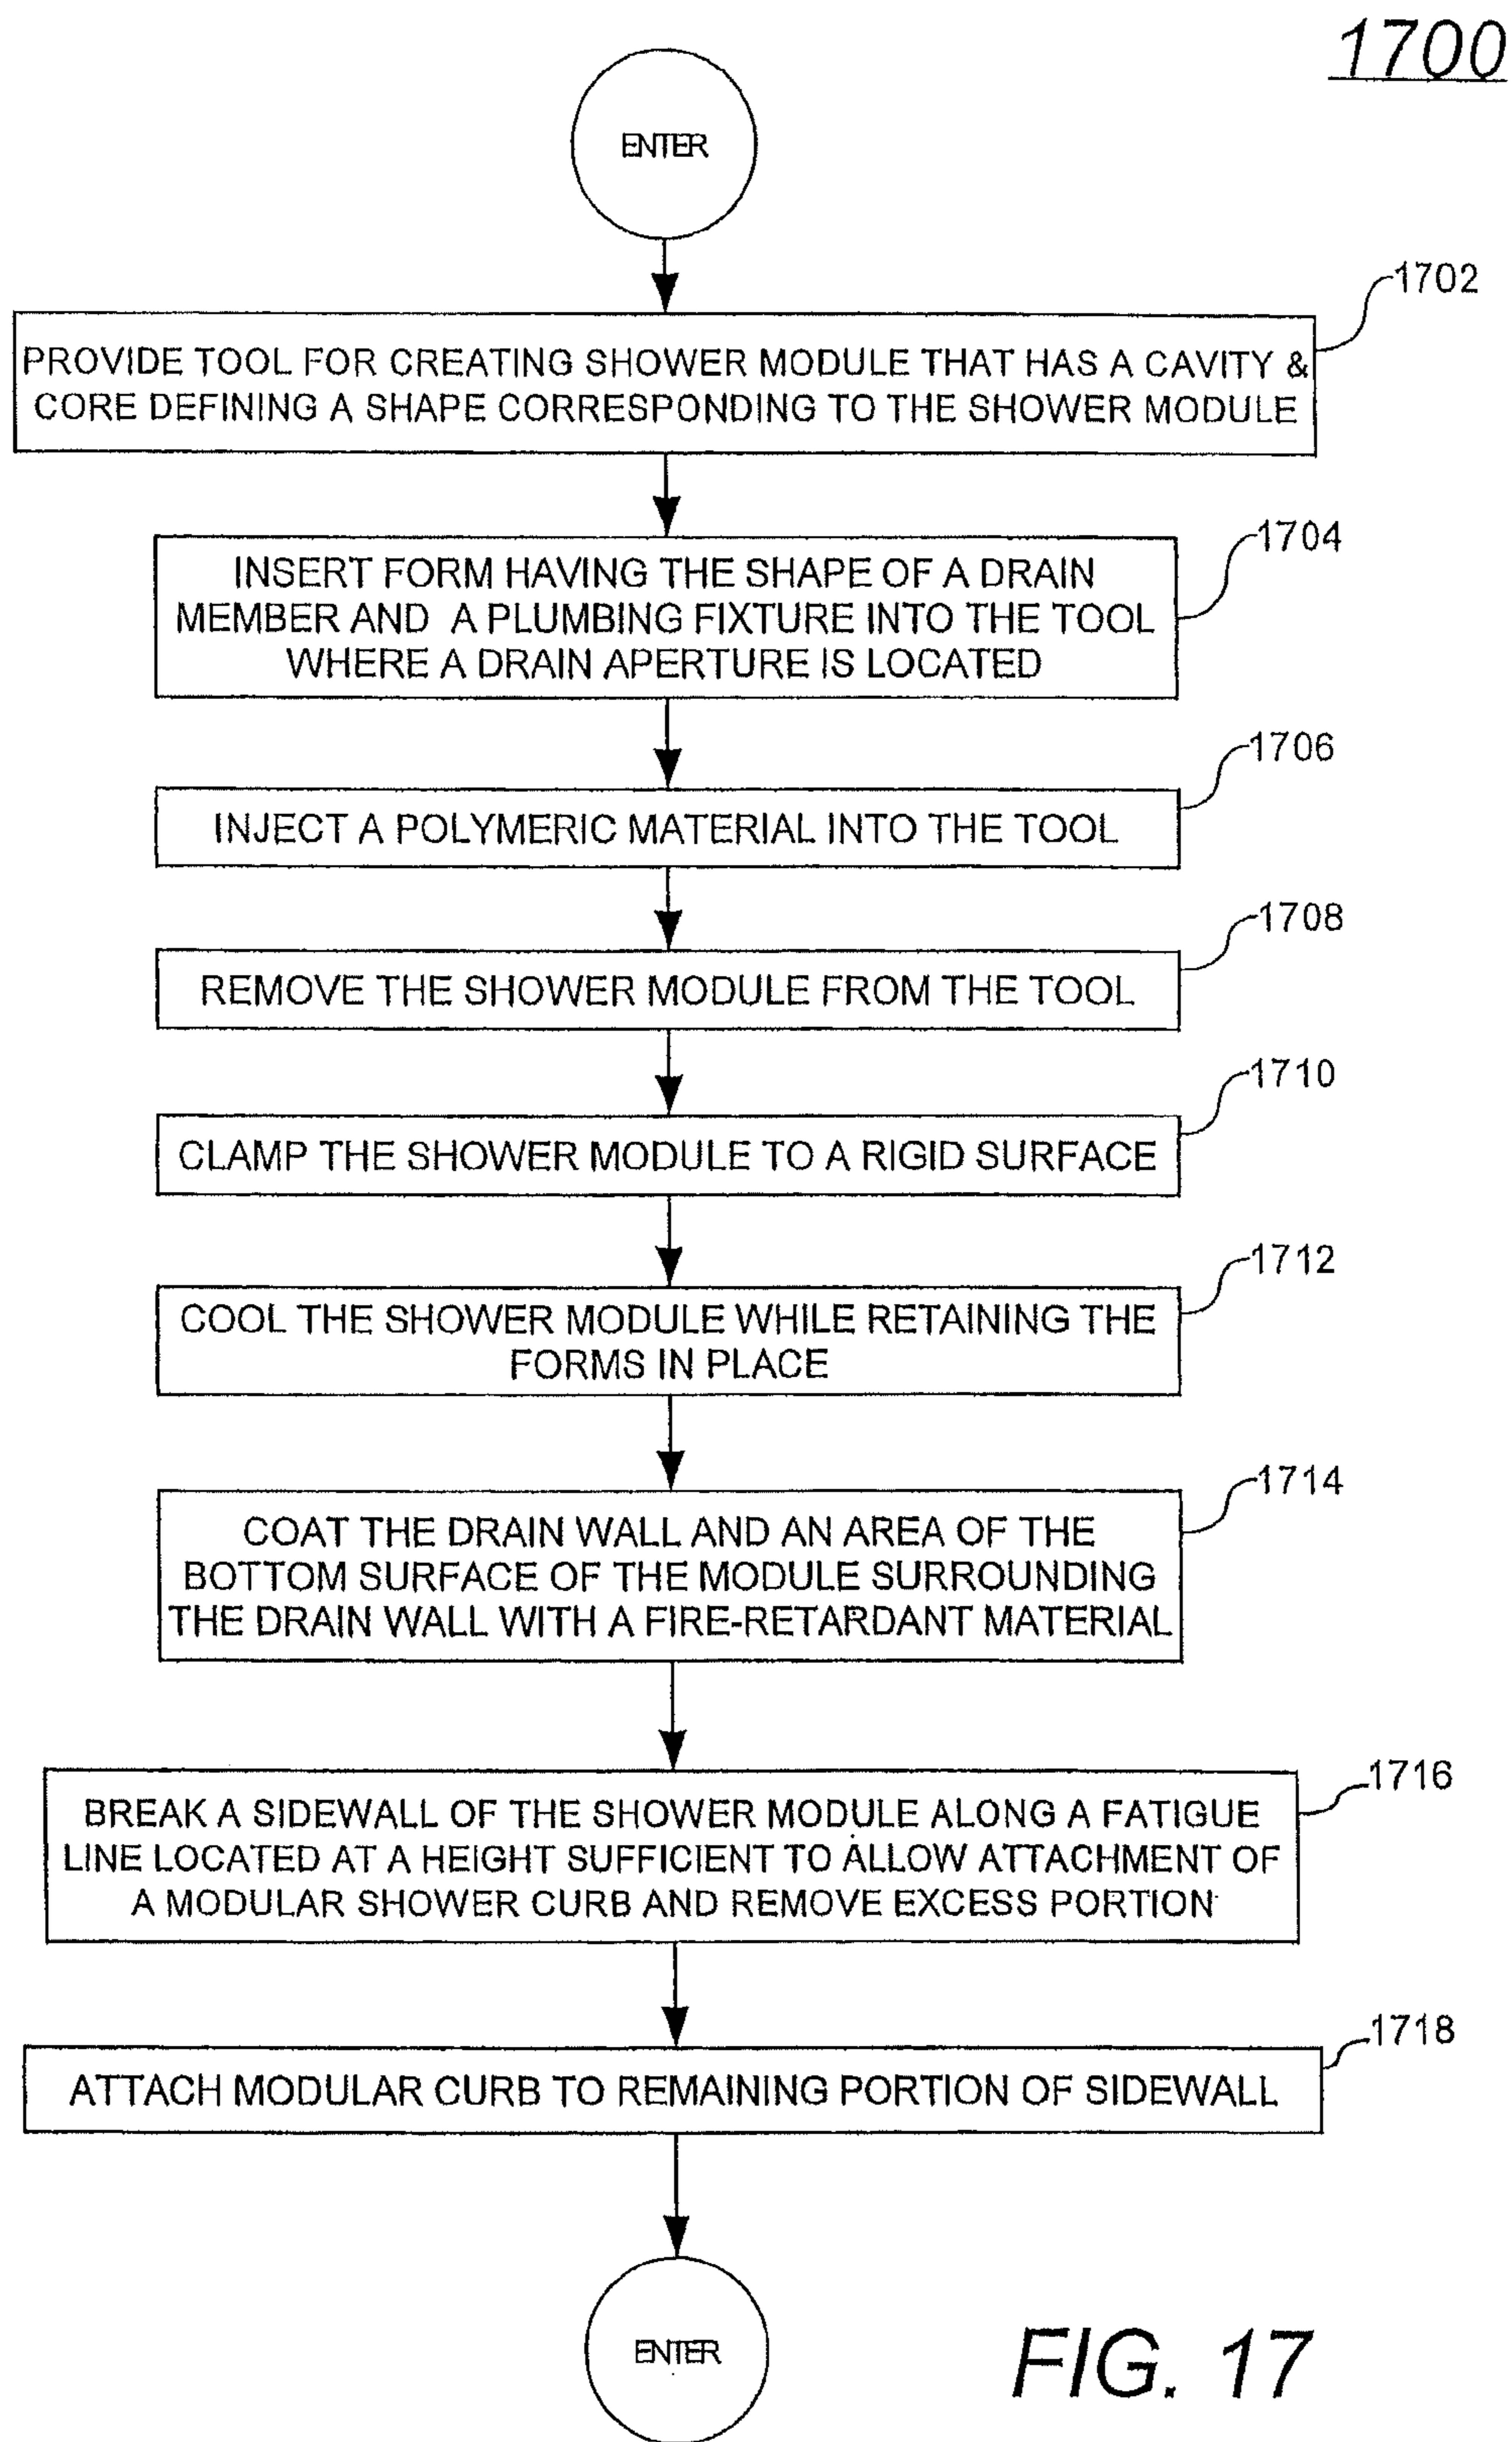 1700
ENTER
1702
PROVIDE TOOL FOR CREATING SHOWER MODULE THAT HAS A CAVITY &
CORE DEFINING A SHAPE CORRESPONDING TO THE SHOWER MODULE
1704
INSERT FORM HAVING THE SHAPE OF A DRAIN
MEMBER AND A PLUMBING FIXTURE INTO THE TOOL
WHERE A DRAIN APERTURE IS LOCATED
1706
INJECT A POLYMERIC MATERIAL INTO THE TOOL
1708
REMOVE THE SHOWER MODULE FROM THE TOOL
1710
CLAMP THE SHOWER MODULE TO A RIGID SURFACE
1712
COOL THE SHOWER MODULE WHILE RETAINING THE
FORMS IN PLACE
1714
COAT THE DRAIN WALL AND AN AREA OF THE
BOTTOM SURFACE OF THE MODULE SURROUNDING
THE DRAIN WALL WITH A FIRE-RETARDANT MATERIAL
1716
BREAK A SIDEWALL OF THE SHOWER MODULE ALONG A FATIGUE
LINE LOCATED AT A HEIGHT SUFFICIENT TO ALLOW ATTACHMENT OF
A MODULAR SHOWER CURB AND REMOVE EXCESS PORTION
1718
ATTACH MODULAR CURB TO REMAINING PORTION OF SIDEWALL
ENTER
FIG. 17